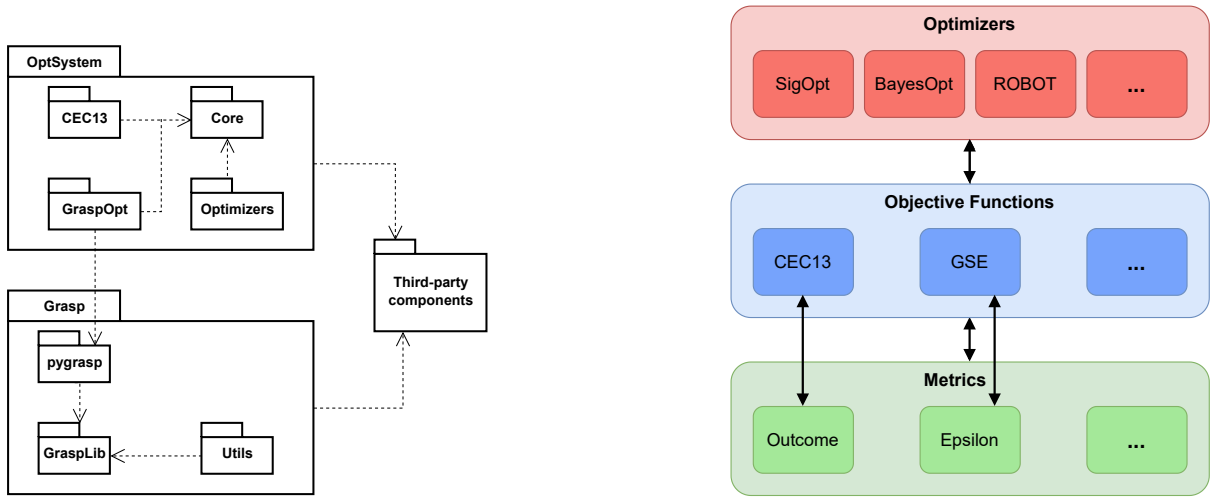 OptSystem
CEC13
Core
GraspOpt
Optimizers
Third-party
components
Grasp
pygrasp
GraspLib
Utils
Optimizers
SigOpt
BayesOpt
ROBOT
...
Objective Functions
CEC13
GSE
...
Metrics
Outcome
Epsilon
...